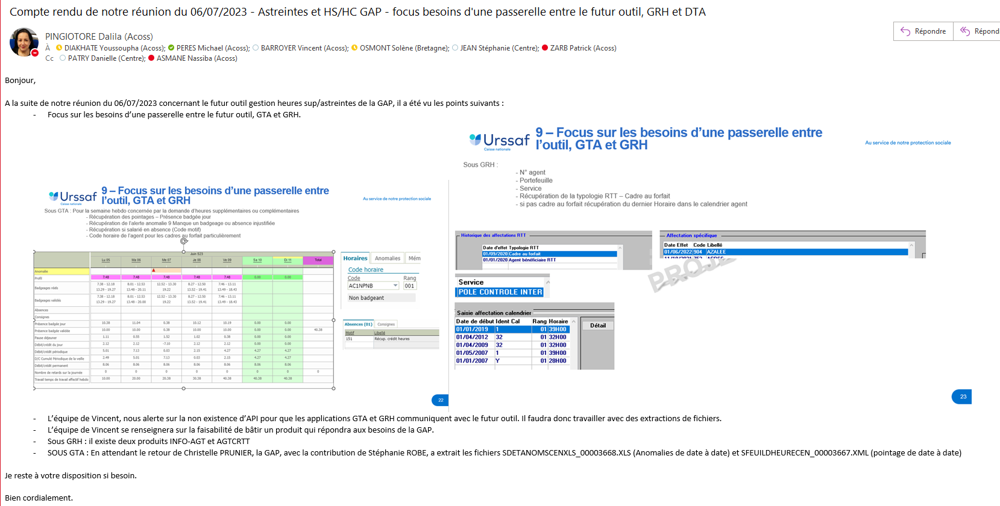 Compte rendu de notre réunion du 06/07/2023 - Astreintes et HS/HC GAP - focus besoins d'une passerelle entre le futur outil, GRH et DTA
PINGIOTORE Dalila (Acoss)
À DIAKHATE Youssoupha (Acoss); PERES Michael (Acoss); BARROYER Vincent (Acoss); OSMONT Solène (Bretagne); JEAN Stéphanie (Centre); ZARB Patrick (Acoss)
Cc PATRY Danielle (Centre); ASMANE Nassiba (Acoss)
Répondre
Répond
Bonjour,
A la suite de notre réunion du 06/07/2023 concernant le futur outil gestion heures sup/astreintes de la GAP, il a été vu les points suivants :
- Focus sur les besoins d’une passerelle entre le futur outil, GTA et GRH.
Urssaf
Caisse nationale
9 – Focus sur les besoins d’une passerelle entre
l’outil, GTA et GRH
Au service de notre protection sociale
Sous GTA : Pour la semaine hebdo concernée par la demande d’heures supplémentaires ou complémentaires
- Récupération des pointages – Présence badgée jour
- Récupération de l’alerte anomalie 9 Manque un badgeage ou absence injustifiée
- Récupération si salarié en absence (Code motif)
- Code horaire de l’agent pour les cadres au forfait particulièrement
Juin S23
Lu 05 Ma 06 Me 07 Je 08 Ve 09 Sa 10 Di 11 Total
Anomalie
Profil 7.48 7.48 7.48 7.48 7.48 0.00 0.00
Badgeages réels 7.38 - 12.18 8.01 - 12.53 12.52 - 13.30 8.27 - 12.50 7.46 - 13.11
13.29 - 19.27 13.48 - 20.11 19.22 13.52 - 19.41 13.49 - 18.43
Badgeages validés 7.38 - 12.18 8.01 - 12.53 12.52 - 13.30 8.27 - 12.50 7.46 - 13.11
13.29 - 19.27 13.48 - 20.00 19.22 13.52 - 19.41 13.49 - 18.43
Absences
Consignes
Présence badgée jour 10.38 11.04 0.38 10.12 10.19 0.00 0.00
Présence badgée validée 10.00 10.00 0.38 10.00 10.00 0.00 0.00 40.38
Pause déjeuner 1.11 0.55 1.52 1.02 0.38 0.00 0.00
Débit/crédit du jour 2.12 2.12 -7.10 2.12 2.12 0.00 0.00
Débit/crédit périodique 5.01 7.13 0.03 2.15 4.27 4.27 4.27
D/C Cumulé Périodique de la veille 2.49 5.01 7.13 0.03 2.15 4.27 4.27
Débit/crédit permanent 8.06 8.06 8.06 8.06 8.06 8.06 8.06
Nombre de retards sur la journée 0 0 0 0 0 0 0 0
Travail temps de travail effectif hebdo 10.00 20.00 20.38 30.38 40.38 40.38 40.38
Horaires Anomalies Mém
Code horaire
Code Rang
AC1NPNB 001
Non badgeant
Absences (01) Consignes
Motif Libellé
151 Récup. crédit heures
22
Urssaf
Caisse nationale
9 – Focus sur les besoins d’une passerelle entre
l’outil, GTA et GRH
Au service de notre protection sociale
Sous GRH :
- N° agent
- Portefeuille
- Service
- Récupération de la typologie RTT – Cadre au forfait
- si pas cadre au forfait récupération du dernier Horaire dans le calendrier agent
Historique des affectations RTT
Date d'effet Typologie RTT
01/09/2020 Cadre au forfait
01/01/2020 Agent bénéficiaire RTT
Affectation spécifique
Date Effet Code Libellé
01/06/2022 904 AZALEE
PROJE
Service
POLE CONTROLE INTER
Saisie affectation calendrier
Date de début Ident Cal Rang Horaire
01/01/2019 1 01 39H00
01/04/2012 32 01 32H00
01/04/2009 32 01 32H00
01/05/2007 1 01 39H00
01/01/2007 Y 01 28H00
Détail
23
- L’équipe de Vincent, nous alerte sur la non existence d’API pour que les applications GTA et GRH communiquent avec le futur outil. Il faudra donc travailler avec des extractions de fichiers.
- L’équipe de Vincent se renseignera sur la faisabilité de bâtir un produit qui répondra aux besoins de la GAP.
- Sous GRH : il existe deux produits INFO-AGT et AGTCRTT
- SOUS GTA : En attendant le retour de Christelle PRUNIER, la GAP, avec la contribution de Stéphanie ROBE, a extrait les fichiers SDETANOMSCENXLS_00003668.XLS (Anomalies de date à date) et SFEUILDHEURECEN_00003667.XML (pointage de date à date)
Je reste à votre disposition si besoin.
Bien cordialement.